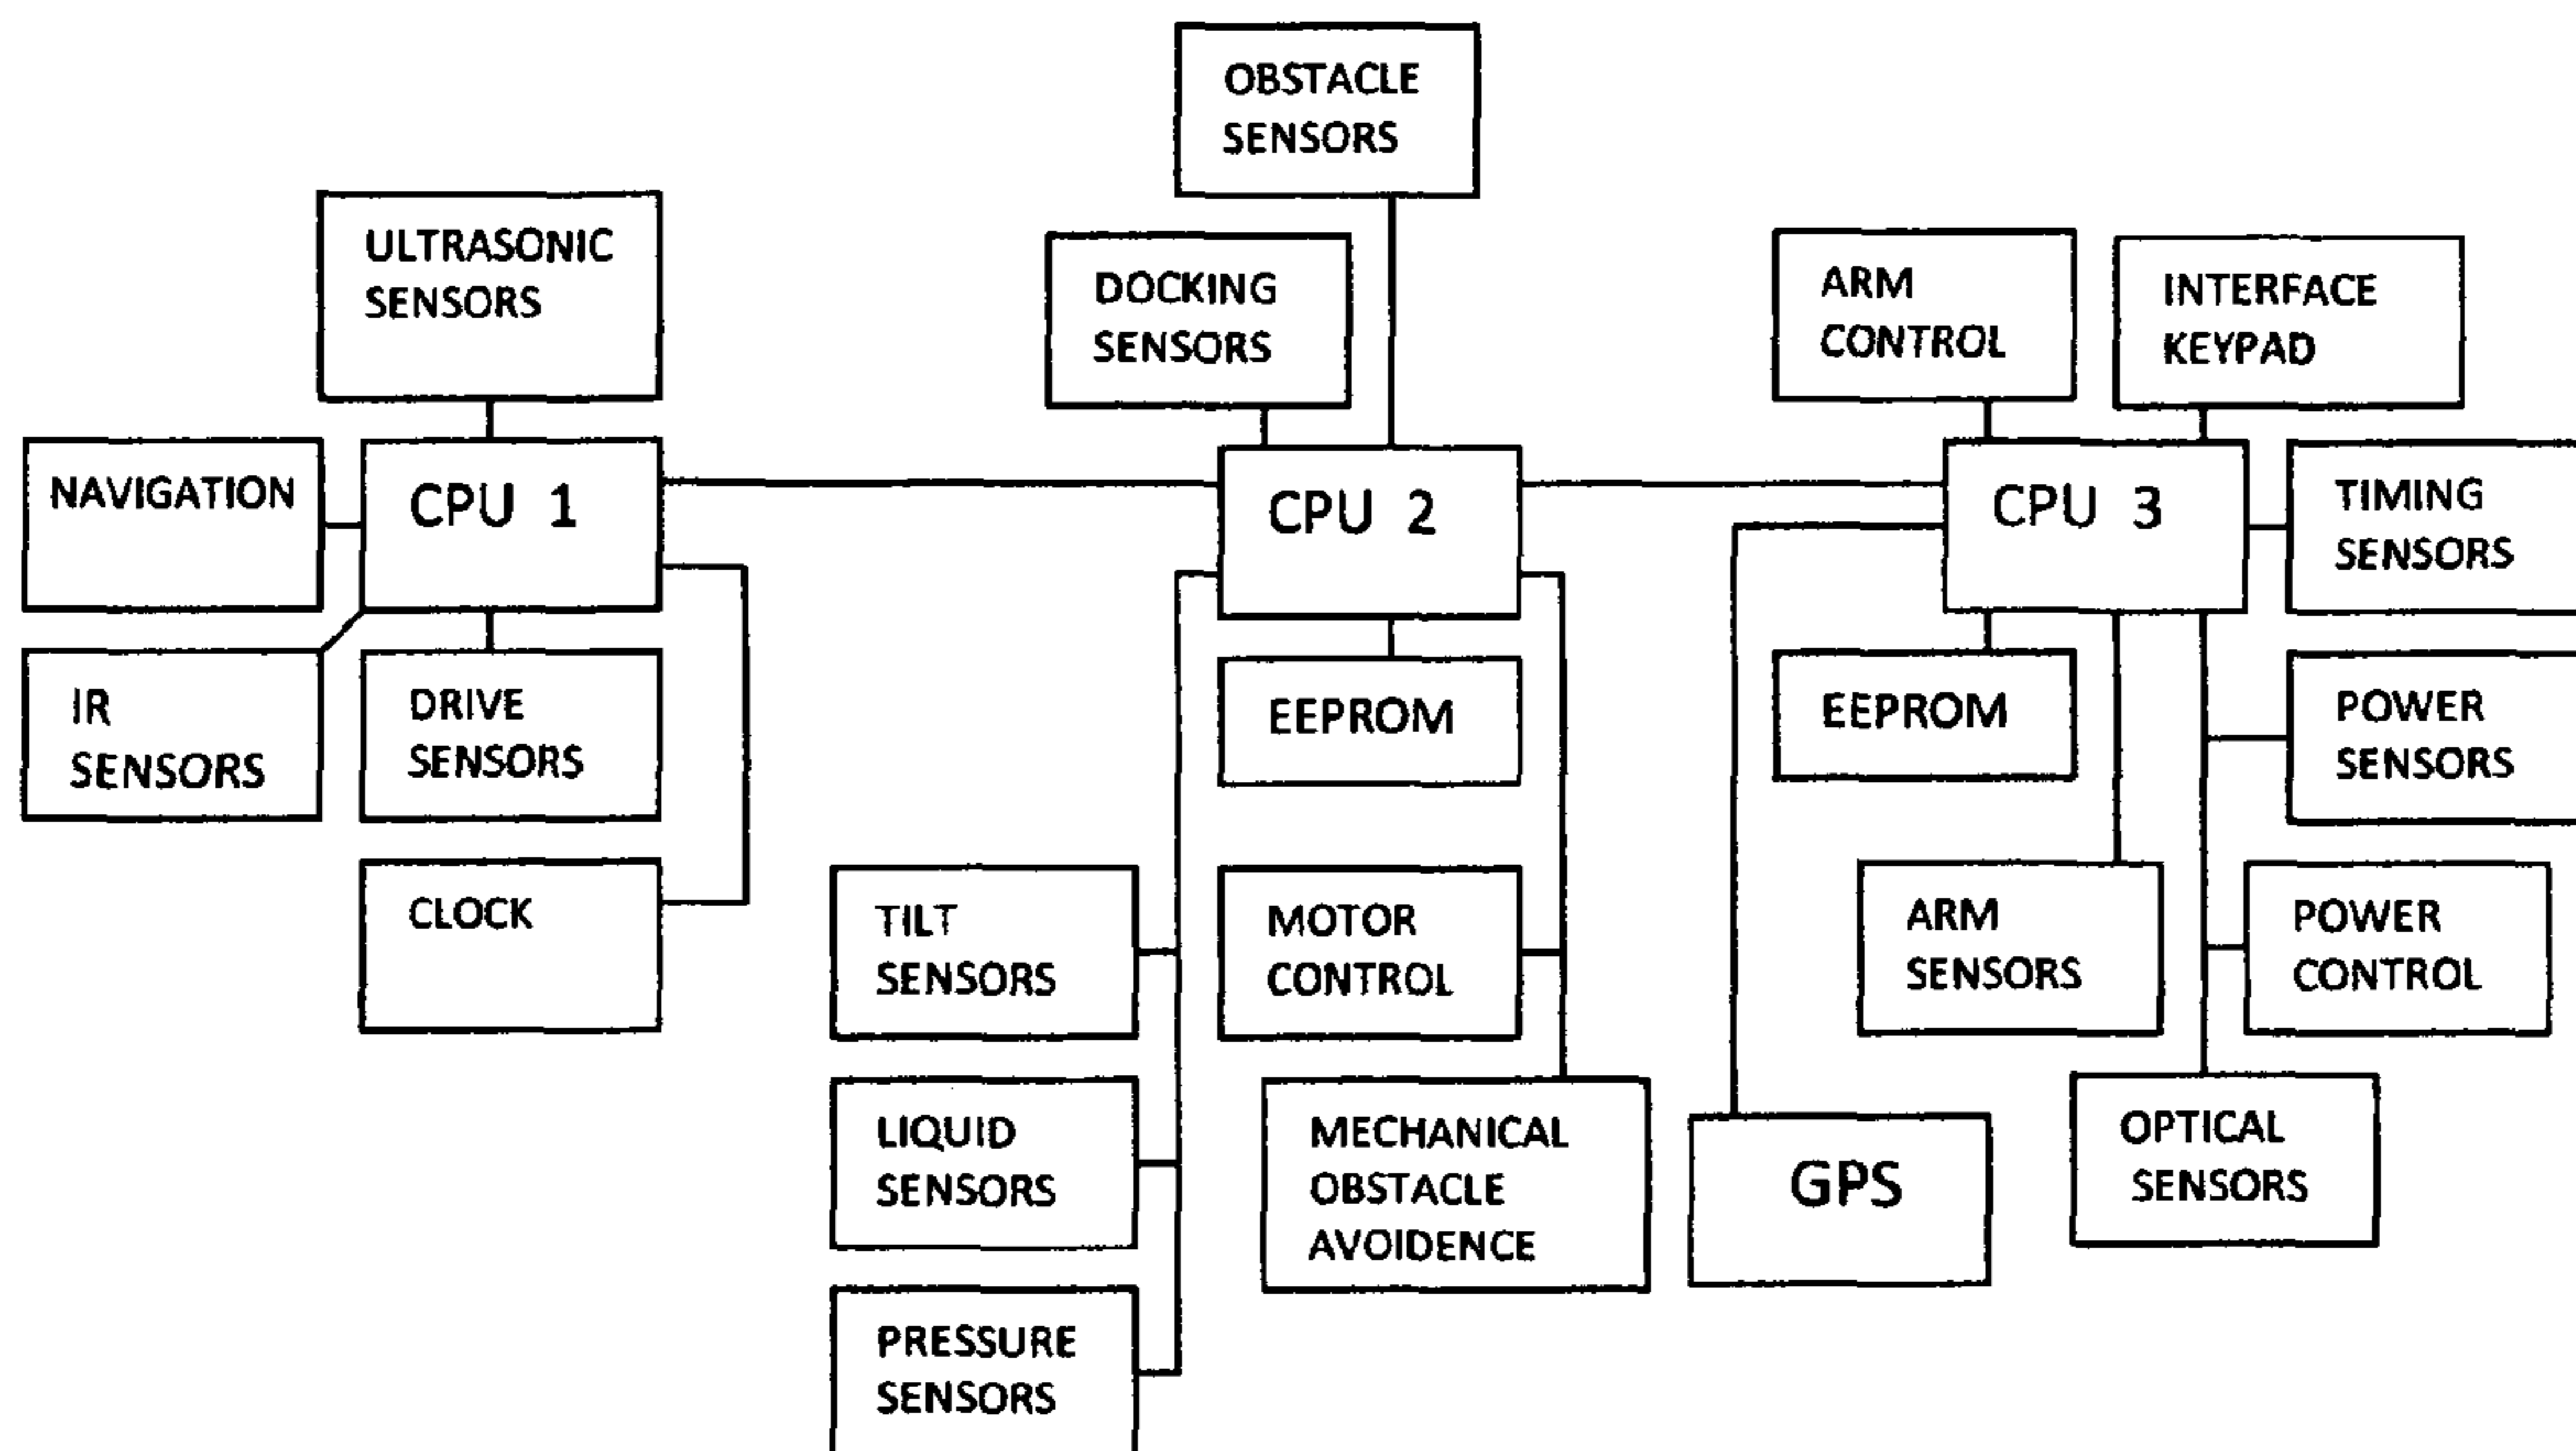 OBSTACLE
SENSORS
ULTRASONIC
SENSORS
DOCKING
SENSORS
ARM
CONTROL
INTERFACE
KEYPAD
NAVIGATION
CPU 1
CPU 2
CPU 3
TIMING
SENSORS
IR
SENSORS
DRIVE
SENSORS
EEPROM
EEPROM
POWER
SENSORS
CLOCK
TILT
SENSORS
MOTOR
CONTROL
ARM
SENSORS
POWER
CONTROL
LIQUID
SENSORS
MECHANICAL
OBSTACLE
AVOIDENCE
GPS
OPTICAL
SENSORS
PRESSURE
SENSORS